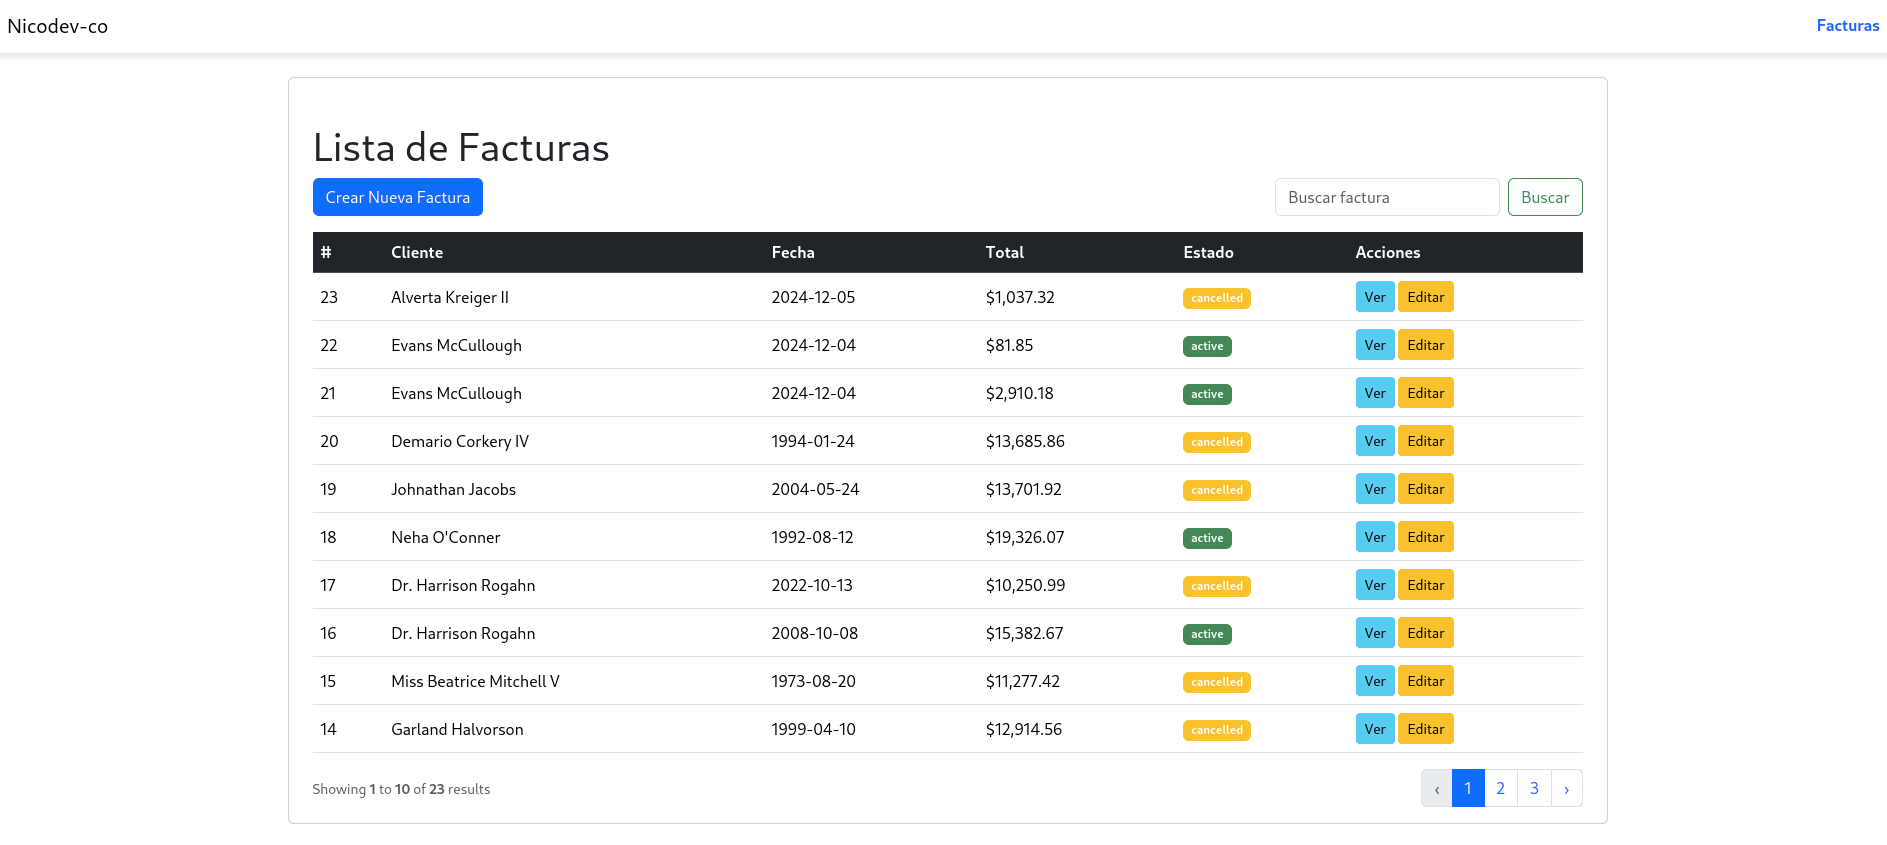 Nicodev-co Facturas
Lista de Facturas
Crear Nueva Factura Buscar factura Buscar
# Cliente Fecha Total Estado Acciones
23 Alverta Kreiger II 2024-12-05 $1,037.32 cancelled Ver Editar
22 Evans McCullough 2024-12-04 $81.85 active Ver Editar
21 Evans McCullough 2024-12-04 $2,910.18 active Ver Editar
20 Demario Corkery IV 1994-01-24 $13,685.86 cancelled Ver Editar
19 Johnathan Jacobs 2004-05-24 $13,701.92 cancelled Ver Editar
18 Neha O'Conner 1992-08-12 $19,326.07 active Ver Editar
17 Dr. Harrison Rogahn 2022-10-13 $10,250.99 cancelled Ver Editar
16 Dr. Harrison Rogahn 2008-10-08 $15,382.67 active Ver Editar
15 Miss Beatrice Mitchell V 1973-08-20 $11,277.42 cancelled Ver Editar
14 Garland Halvorson 1999-04-10 $12,914.56 cancelled Ver Editar
Showing 1 to 10 of 23 results ‹ 1 2 3 ›